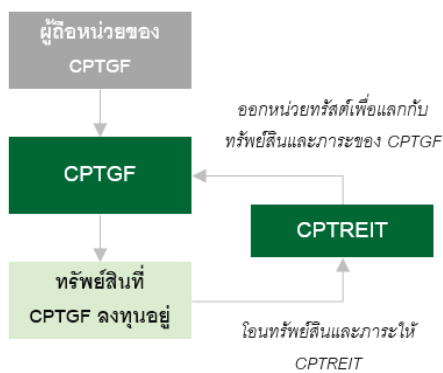 ผู้ถือหน่วยของ
CPTGF
ออกหน่วยทรัสต์เพื่อแลกกับ
ทรัพย์สินและภาระของ CPTGF
CPTGF
CPTREIT
ทรัพย์สินที่
CPTGF ลงทุนอยู่
โอนทรัพย์สินและภาระให้
CPTREIT